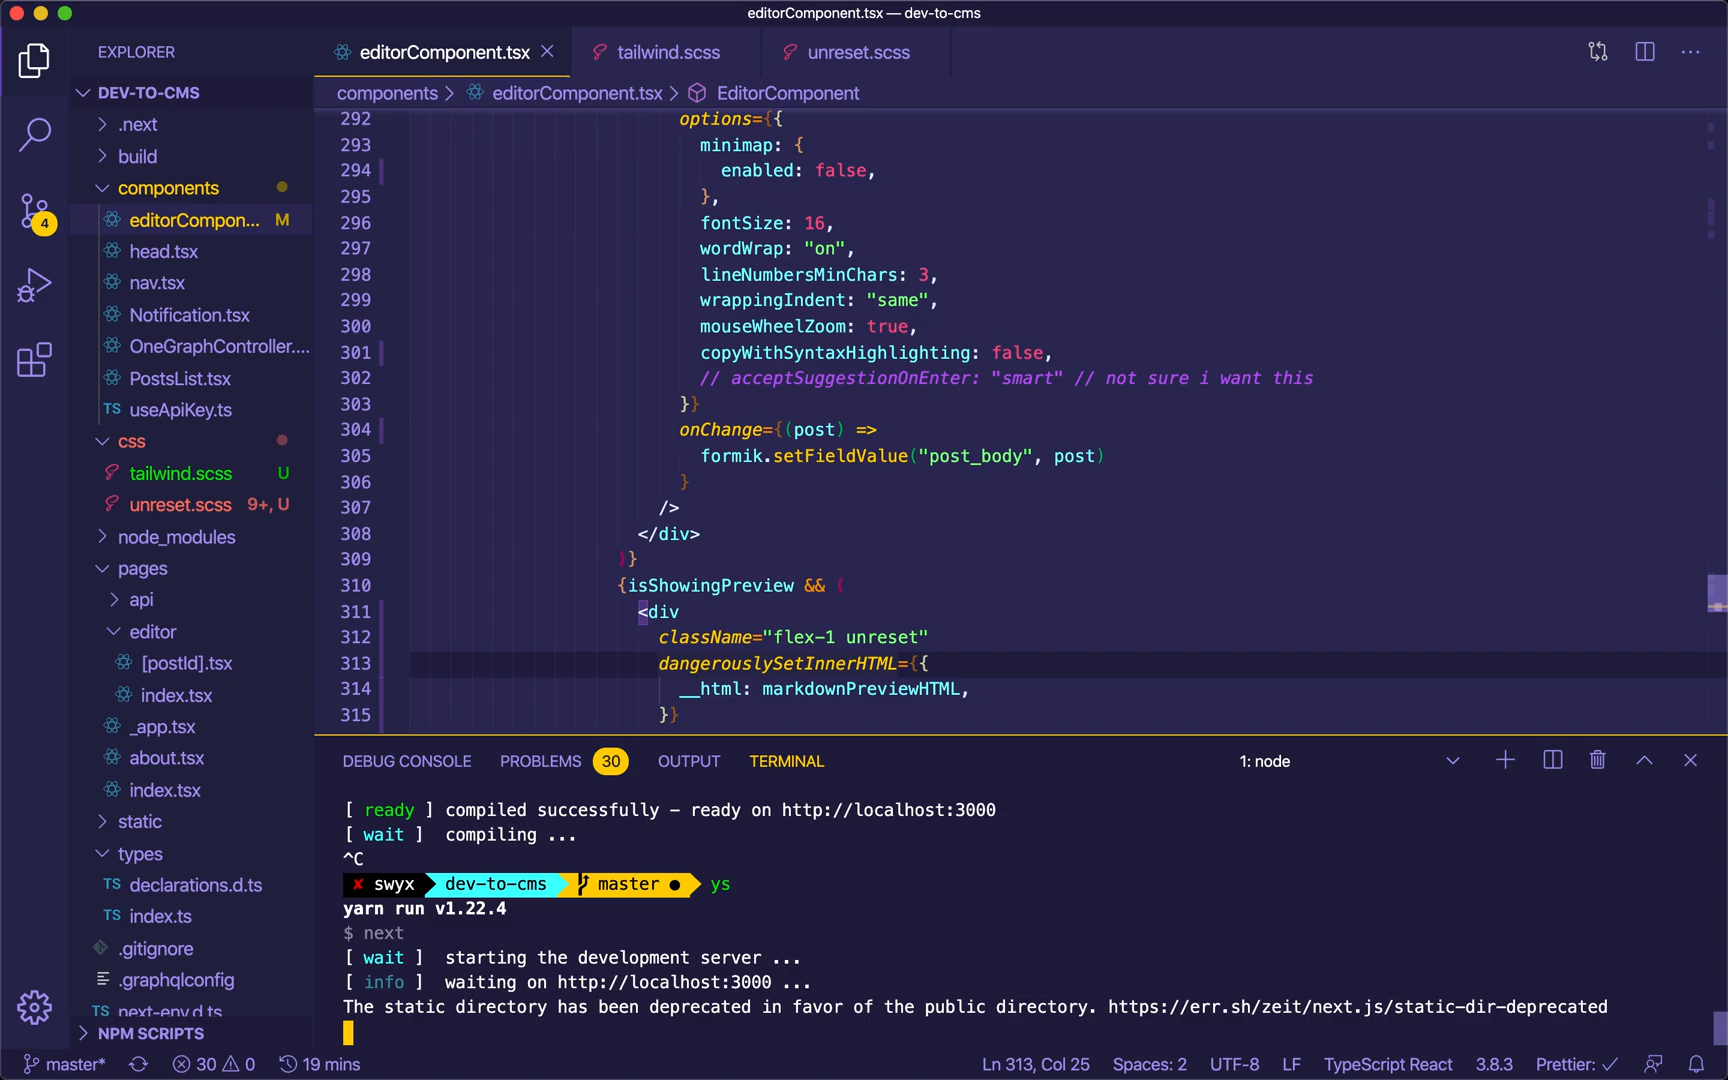 editorComponent.tsx — dev-to-cms
EXPLORER
editorComponent.tsx
tailwind.scss
unreset.scss
DEV-TO-CMS
components > editorComponent.tsx > EditorComponent
.next
build
components
editorCompon... M
head.tsx
nav.tsx
Notification.tsx
OneGraphController....
PostsList.tsx
TS useApiKey.ts
css
tailwind.scss U
unreset.scss 9+, U
node_modules
pages
api
editor
[postId].tsx
index.tsx
_app.tsx
about.tsx
index.tsx
static
types
TS declarations.d.ts
TS index.ts
.gitignore
.graphqlconfig
TS next-env.d.ts
NPM SCRIPTS
4
292 options={{
293 minimap: {
294 enabled: false,
295 },
296 fontSize: 16,
297 wordWrap: "on",
298 lineNumbersMinChars: 3,
299 wrappingIndent: "same",
300 mouseWheelZoom: true,
301 copyWithSyntaxHighlighting: false,
302 // acceptSuggestionOnEnter: "smart" // not sure i want this
303 }}
304 onChange={(post) =>
305 formik.setFieldValue("post_body", post)
306 }
307 />
308 </div>
309 )}
310 {isShowingPreview && (
311 <div
312 className="flex-1 unreset"
313 dangerouslySetInnerHTML={{
314 __html: markdownPreviewHTML,
315 }}
DEBUG CONSOLE PROBLEMS 30 OUTPUT TERMINAL 1: node
[ ready ] compiled successfully - ready on http://localhost:3000
[ wait ] compiling ...
^C
✘ swyx dev-to-cms master ● ys
yarn run v1.22.4
$ next
[ wait ] starting the development server ...
[ info ] waiting on http://localhost:3000 ...
The static directory has been deprecated in favor of the public directory. https://err.sh/zeit/next.js/static-dir-deprecated
master* 30 0 19 mins Ln 313, Col 25 Spaces: 2 UTF-8 LF TypeScript React 3.8.3 Prettier: ✓